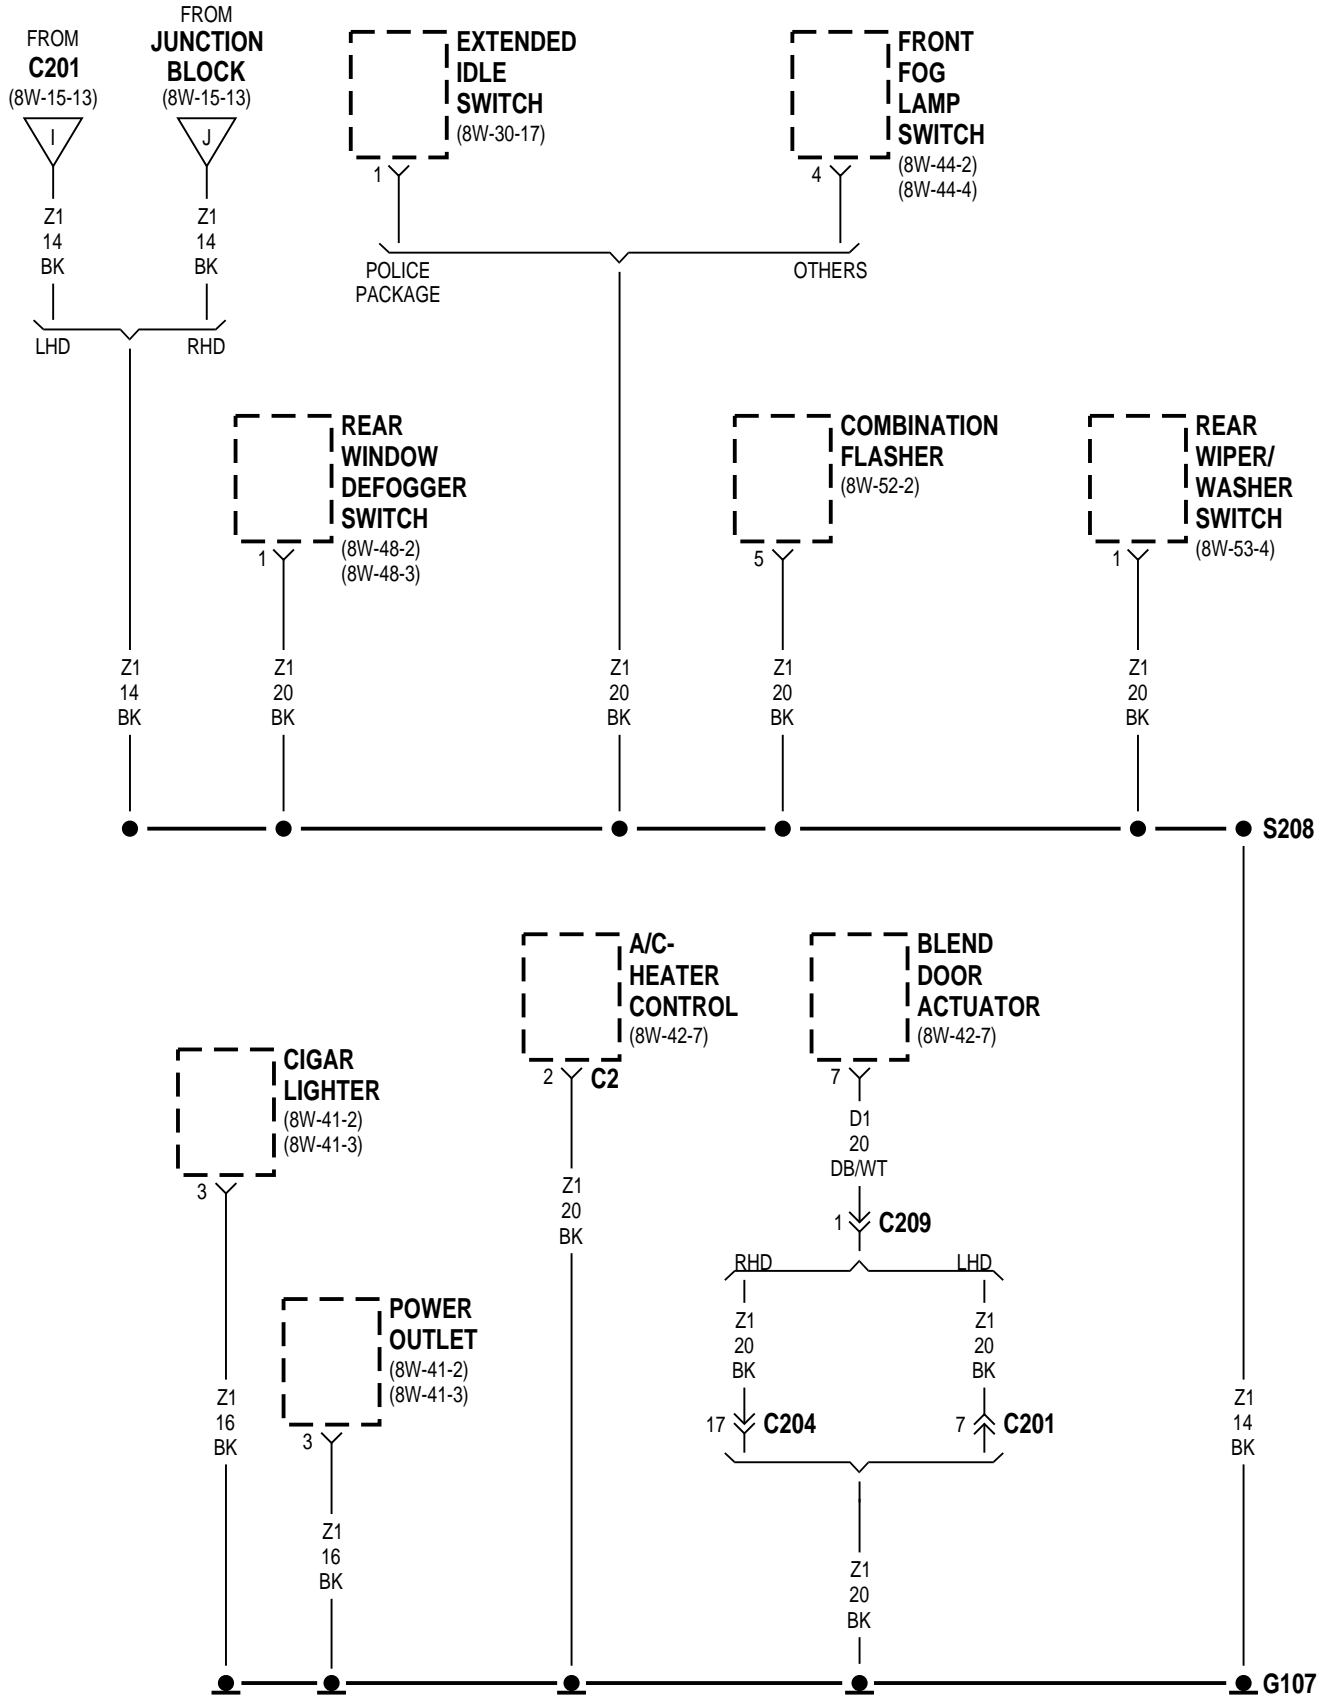 FROM
C201
(8W-15-13)
I
FROM
JUNCTION
BLOCK
(8W-15-13)
J
EXTENDED
IDLE
SWITCH
(8W-30-17)
1
FRONT
FOG
LAMP
SWITCH
(8W-44-2)
(8W-44-4)
4
Z1
14
BK
Z1
14
BK
LHD
RHD
POLICE
PACKAGE
OTHERS
REAR
WINDOW
DEFOGGER
SWITCH
(8W-48-2)
(8W-48-3)
1
COMBINATION
FLASHER
(8W-52-2)
5
REAR
WIPER/
WASHER
SWITCH
(8W-53-4)
1
Z1
14
BK
Z1
20
BK
Z1
20
BK
Z1
20
BK
Z1
20
BK
S208
A/C-
HEATER
CONTROL
(8W-42-7)
2
C2
BLEND
DOOR
ACTUATOR
(8W-42-7)
7
D1
20
DB/WT
1
C209
CIGAR
LIGHTER
(8W-41-2)
(8W-41-3)
3
Z1
20
BK
RHD
LHD
Z1
20
BK
Z1
20
BK
17
C204
7
C201
POWER
OUTLET
(8W-41-2)
(8W-41-3)
3
Z1
16
BK
Z1
14
BK
Z1
16
BK
Z1
20
BK
G107